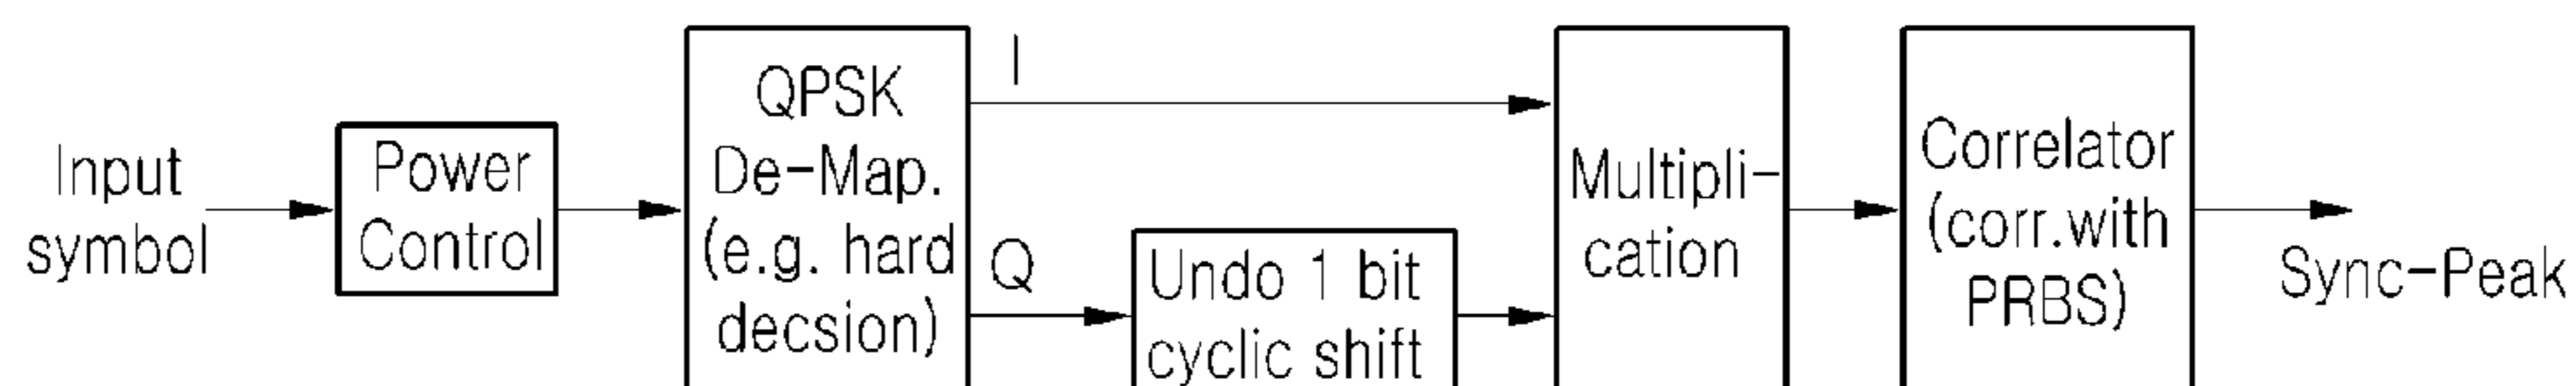 Input
symbol
Power
Control
QPSK
De-Map.
(e.g. hard
decsion)
I
Q
Undo 1 bit
cyclic shift
Multipli-
cation
Correlator
(corr.with
PRBS)
Sync-Peak